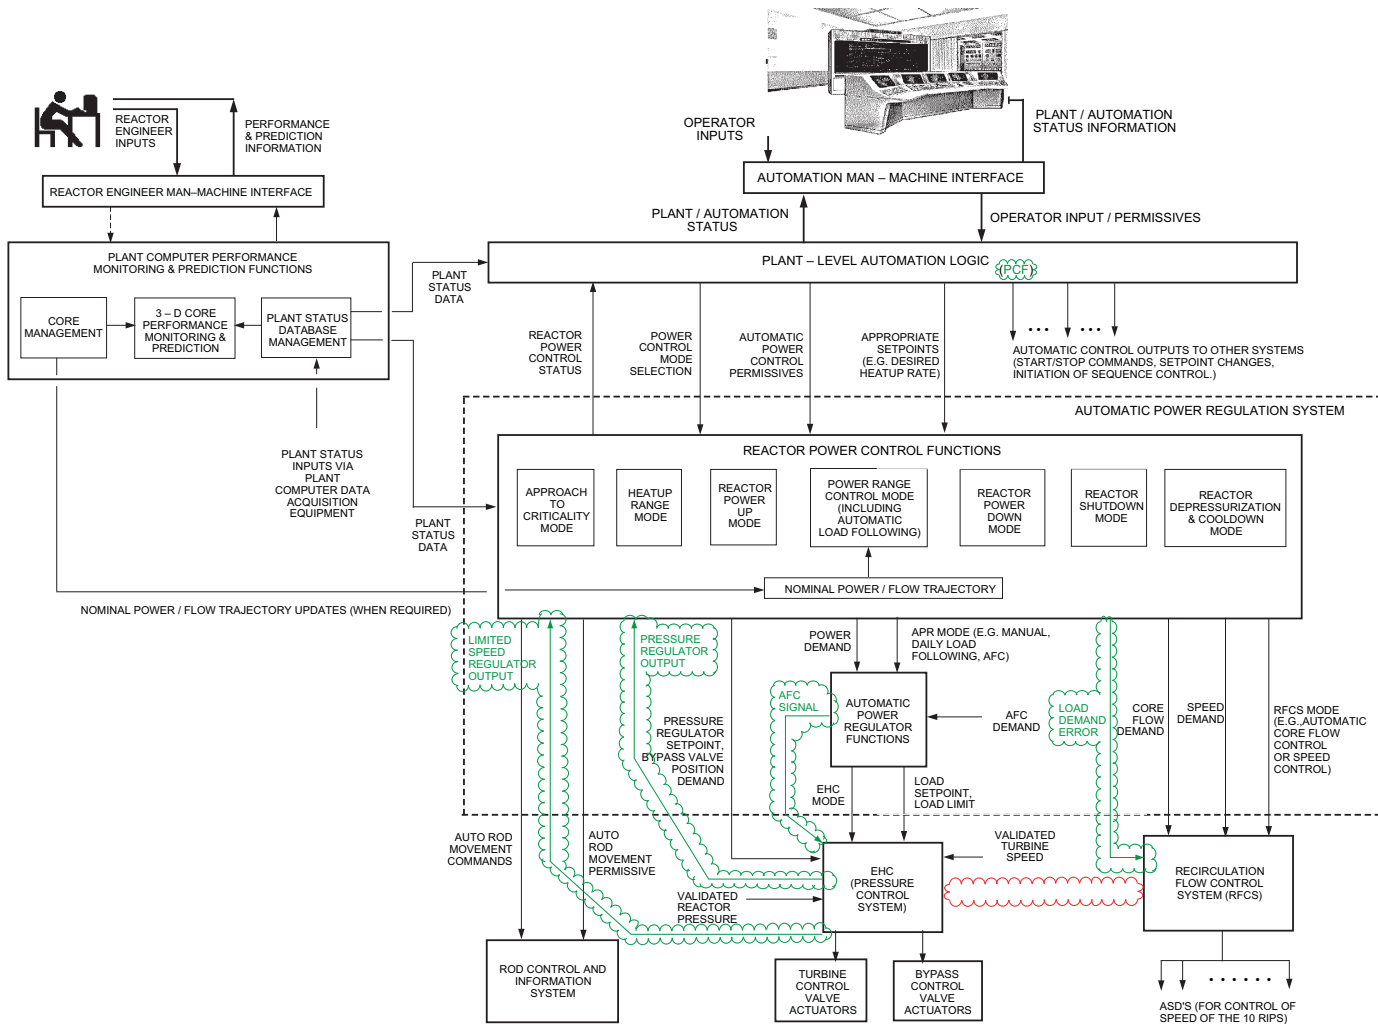 REACTOR
ENGINEER
INPUTS
PERFORMANCE
& PREDICTION
INFORMATION
REACTOR ENGINEER MAN–MACHINE INTERFACE
OPERATOR
INPUTS
PLANT / AUTOMATION
STATUS INFORMATION
AUTOMATION MAN – MACHINE INTERFACE
PLANT / AUTOMATION
STATUS
OPERATOR INPUT / PERMISSIVES
PLANT COMPUTER PERFORMANCE
MONITORING & PREDICTION FUNCTIONS
CORE
MANAGEMENT
3 – D CORE
PERFORMANCE
MONITORING &
PREDICTION
PLANT STATUS
DATABASE
MANAGEMENT
PLANT
STATUS
DATA
PLANT – LEVEL AUTOMATION LOGIC
(PCF)
REACTOR
POWER
CONTROL
STATUS
POWER
CONTROL
MODE
SELECTION
AUTOMATIC
POWER
CONTROL
PERMISSIVES
APPROPRIATE
SETPOINTS
(E.G. DESIRED
HEATUP RATE)
AUTOMATIC CONTROL OUTPUTS TO OTHER SYSTEMS
(START/STOP COMMANDS, SETPOINT CHANGES,
INITIATION OF SEQUENCE CONTROL.)
AUTOMATIC POWER REGULATION SYSTEM
PLANT STATUS
INPUTS VIA
PLANT
COMPUTER DATA
ACQUISITION
EQUIPMENT
PLANT
STATUS
DATA
REACTOR POWER CONTROL FUNCTIONS
APPROACH
TO
CRITICALITY
MODE
HEATUP
RANGE
MODE
REACTOR
POWER
UP
MODE
POWER RANGE
CONTROL MODE
(INCLUDING
AUTOMATIC
LOAD FOLLOWING)
REACTOR
POWER
DOWN
MODE
REACTOR
SHUTDOWN
MODE
REACTOR
DEPRESSURIZATION
& COOLDOWN
MODE
NOMINAL POWER / FLOW TRAJECTORY
NOMINAL POWER / FLOW TRAJECTORY UPDATES (WHEN REQUIRED)
LIMITED
SPEED
REGULATOR
OUTPUT
PRESSURE
REGULATOR
OUTPUT
POWER
DEMAND
APR MODE (E.G. MANUAL,
DAILY LOAD
FOLLOWING, AFC)
AFC
SIGNAL
AUTOMATIC
POWER
REGULATOR
FUNCTIONS
AFC
DEMAND
LOAD
DEMAND
ERROR
CORE
FLOW
DEMAND
SPEED
DEMAND
RFCS MODE
(E.G.,AUTOMATIC
CORE FLOW
CONTROL
OR SPEED
CONTROL)
PRESSURE
REGULATOR
SETPOINT,
BYPASS VALVE
POSITION
DEMAND
EHC
MODE
LOAD
SETPOINT,
LOAD LIMIT
AUTO ROD
MOVEMENT
COMMANDS
AUTO
ROD
MOVEMENT
PERMISSIVE
VALIDATED
TURBINE
SPEED
VALIDATED
REACTOR
PRESSURE
EHC
(PRESSURE
CONTROL
SYSTEM)
RECIRCULATION
FLOW CONTROL
SYSTEM (RFCS)
ROD CONTROL AND
INFORMATION
SYSTEM
TURBINE
CONTROL
VALVE
ACTUATORS
BYPASS
CONTROL
VALVE
ACTUATORS
ASD'S (FOR CONTROL OF
SPEED OF THE 10 RIPS)